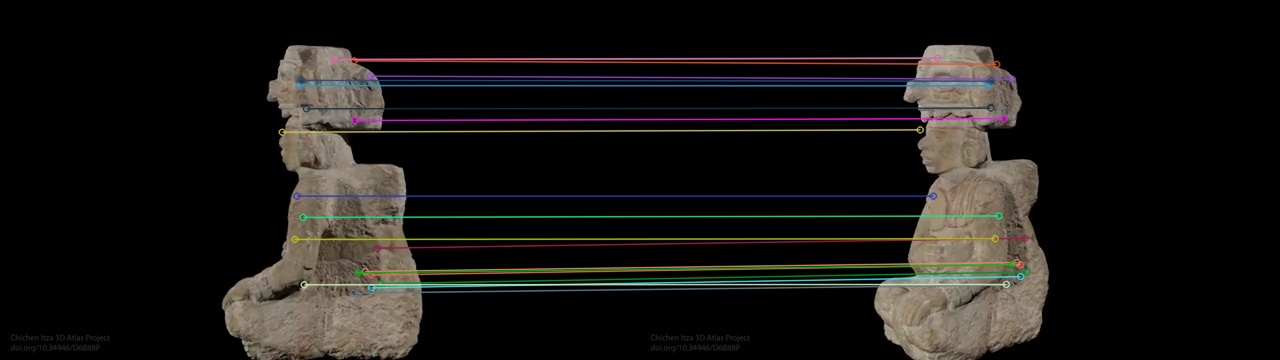 Chichen Itza 3D Atlas Project
doi.org/10.34946/D6B88P
Chichen Itza 3D Atlas Project
doi.org/10.34946/D6B88P